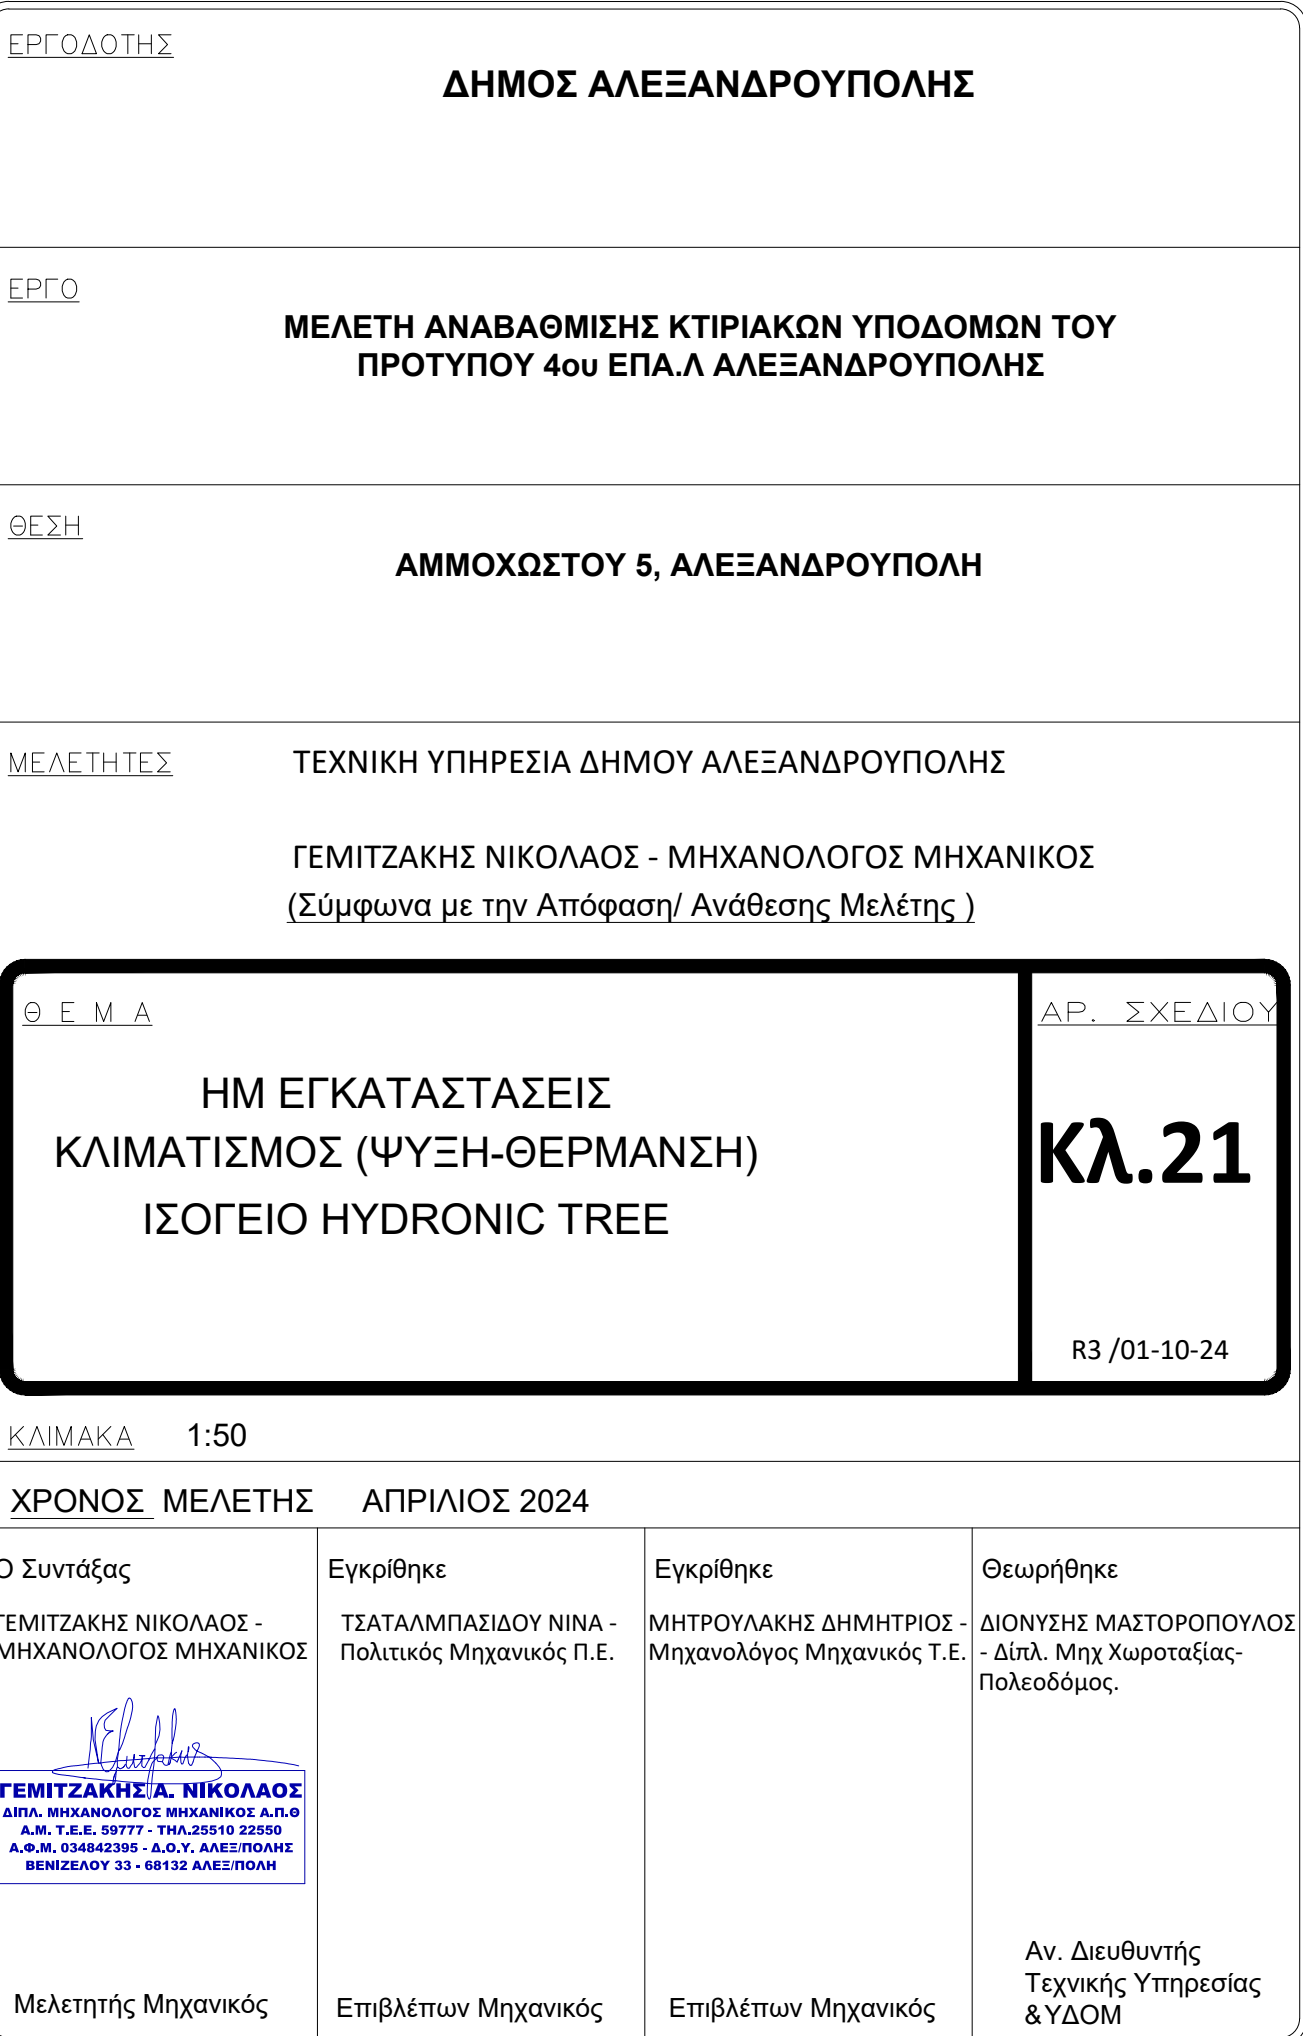 ΕΡΓΟΔΟΤΗΣ
ΔΗΜΟΣ ΑΛΕΞΑΝΔΡΟΥΠΟΛΗΣ
ΕΡΓΟ
ΜΕΛΕΤΗ ΑΝΑΒΑΘΜΙΣΗΣ ΚΤΙΡΙΑΚΩΝ ΥΠΟΔΟΜΩΝ ΤΟΥ
ΠΡΟΤΥΠΟΥ 4ου ΕΠΑ.Λ ΑΛΕΞΑΝΔΡΟΥΠΟΛΗΣ
ΘΕΣΗ
ΑΜΜΟΧΩΣΤΟΥ 5, ΑΛΕΞΑΝΔΡΟΥΠΟΛΗ
ΜΕΛΕΤΗΤΕΣ ΤΕΧΝΙΚΗ ΥΠΗΡΕΣΙΑ ΔΗΜΟΥ ΑΛΕΞΑΝΔΡΟΥΠΟΛΗΣ
ΓΕΜΙΤΖΑΚΗΣ ΝΙΚΟΛΑΟΣ - ΜΗΧΑΝΟΛΟΓΟΣ ΜΗΧΑΝΙΚΟΣ
(Σύμφωνα με την Απόφαση/ Ανάθεσης Μελέτης )
Θ Ε Μ Α
ΗΜ ΕΓΚΑΤΑΣΤΑΣΕΙΣ
ΚΛΙΜΑΤΙΣΜΟΣ (ΨΥΞΗ-ΘΕΡΜΑΝΣΗ)
ΙΣΟΓΕΙΟ HYDRONIC TREE
ΑΡ. ΣΧΕΔΙΟΥ
Κλ.21
R3 /01-10-24
ΚΛΙΜΑΚΑ 1:50
ΧΡΟΝΟΣ ΜΕΛΕΤΗΣ ΑΠΡΙΛΙΟΣ 2024
Ο Συντάξας
ΓΕΜΙΤΖΑΚΗΣ ΝΙΚΟΛΑΟΣ -
ΜΗΧΑΝΟΛΟΓΟΣ ΜΗΧΑΝΙΚΟΣ
ΓΕΜΙΤΖΑΚΗΣ Α. ΝΙΚΟΛΑΟΣ
ΔΙΠΛ. ΜΗΧΑΝΟΛΟΓΟΣ ΜΗΧΑΝΙΚΟΣ Α.Π.Θ
Α.Μ. Τ.Ε.Ε. 59777 - ΤΗΛ.25510 22550
Α.Φ.Μ. 034842395 - Δ.Ο.Υ. ΑΛΕΞ/ΠΟΛΗΣ
ΒΕΝΙΖΕΛΟΥ 33 - 68132 ΑΛΕΞ/ΠΟΛΗ
Μελετητής Μηχανικός
Εγκρίθηκε
ΤΣΑΤΑΛΜΠΑΣΙΔΟΥ ΝΙΝΑ -
Πολιτικός Μηχανικός Π.Ε.
Επιβλέπων Μηχανικός
Εγκρίθηκε
ΜΗΤΡΟΥΛΑΚΗΣ ΔΗΜΗΤΡΙΟΣ -
Μηχανολόγος Μηχανικός Τ.Ε.
Επιβλέπων Μηχανικός
Θεωρήθηκε
ΔΙΟΝΥΣΗΣ ΜΑΣΤΟΡΟΠΟΥΛΟΣ
- Δίπλ. Μηχ Χωροταξίας-
Πολεοδόμος.
Αν. Διευθυντής
Τεχνικής Υπηρεσίας
&ΥΔΟΜ